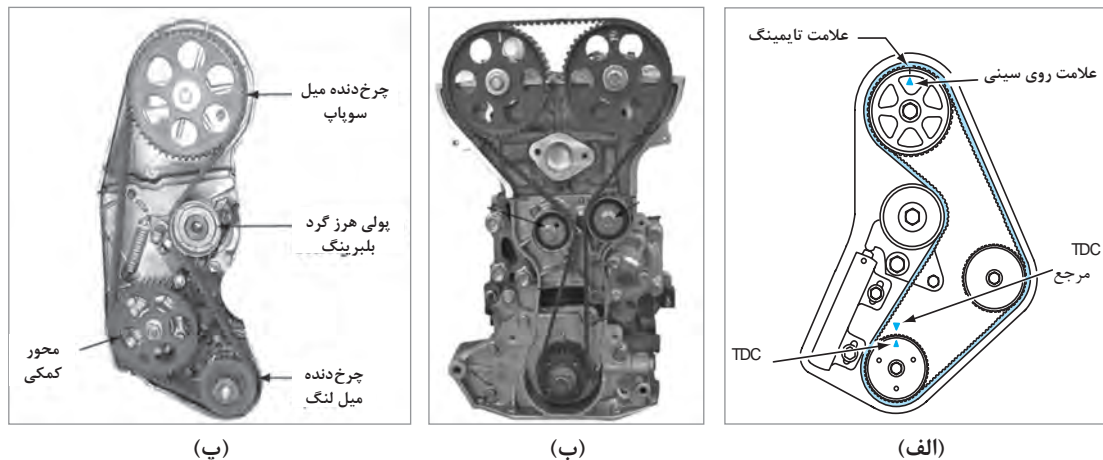 علامت تایمینگ
علامت روی سینی
TDC
مرجع
TDC
(الف)
(ب)
چرخ‌دنده میل
سوپاپ
پولی هرز گرد
بلبرینگ
محور
کمکی
چرخ‌دنده
میل لنگ
(پ)